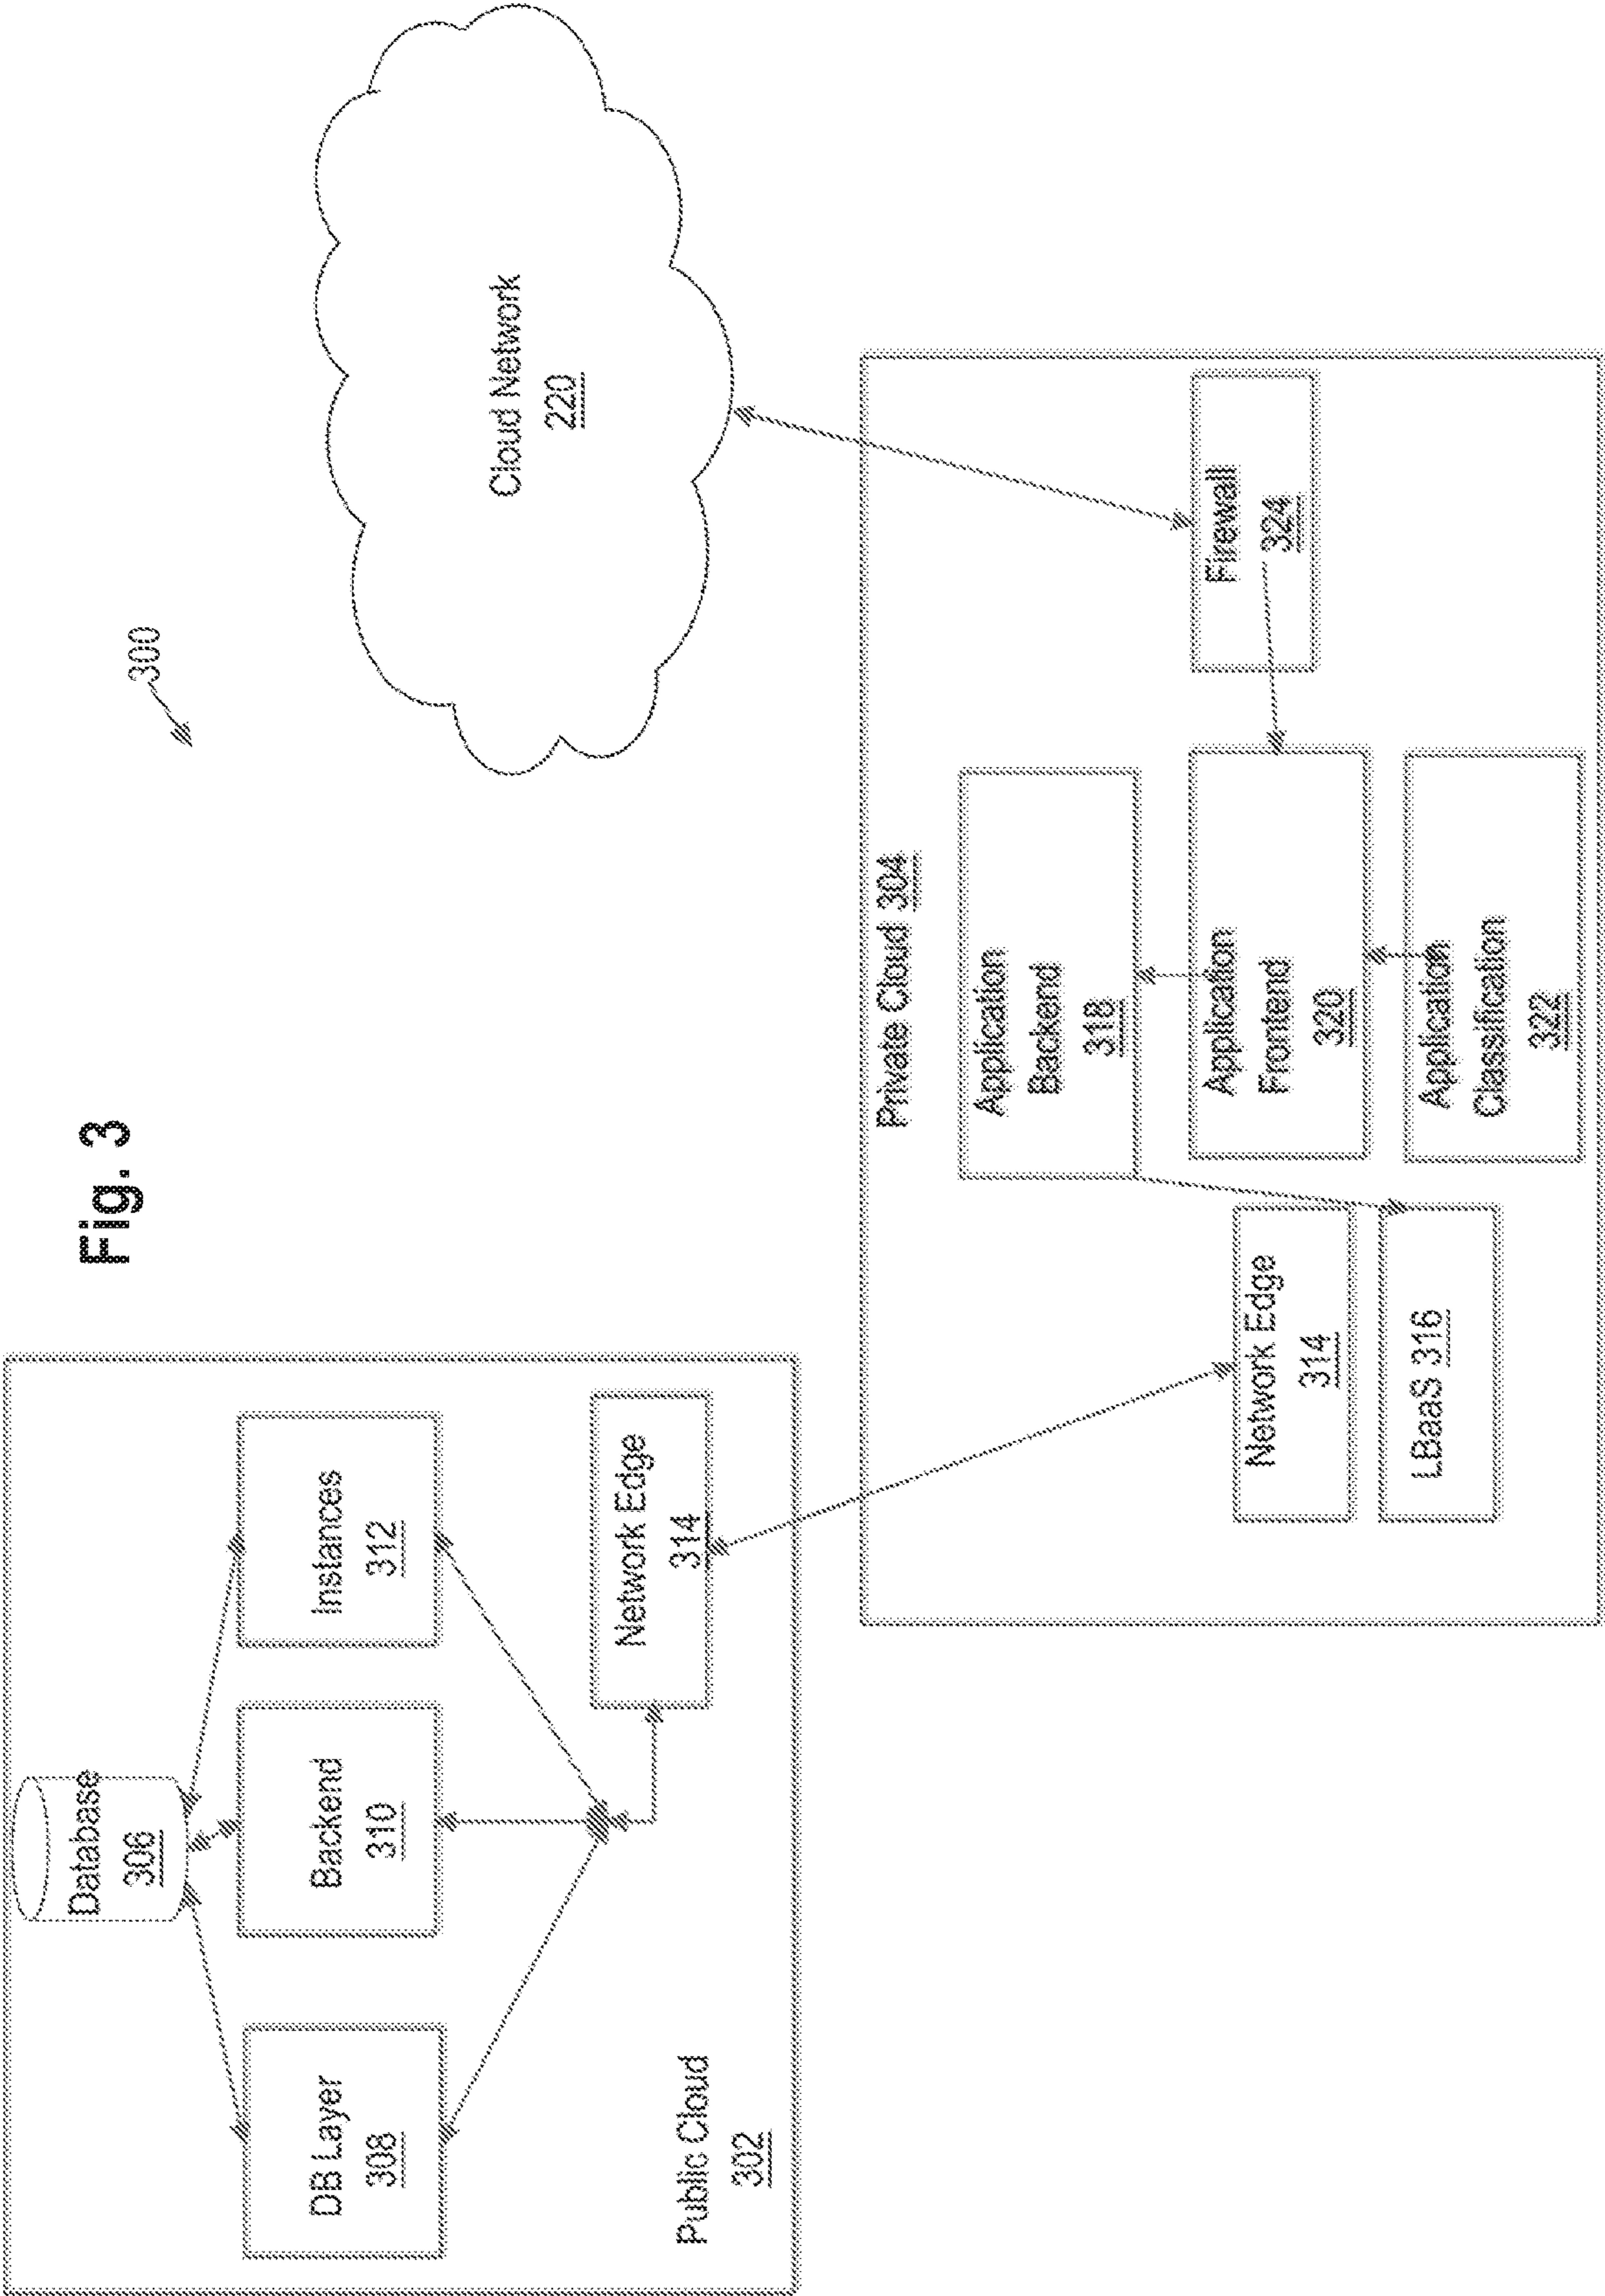 Fig. 3
300
Database
306
DB Layer
308
Backend
310
Instances
312
Network Edge
314
Public Cloud
302
Cloud Network
220
Private Cloud 304
Application
Backend
318
Application
Frontend
320
Application
Classification
322
Firewall
324
Network Edge
314
LBaaS 316